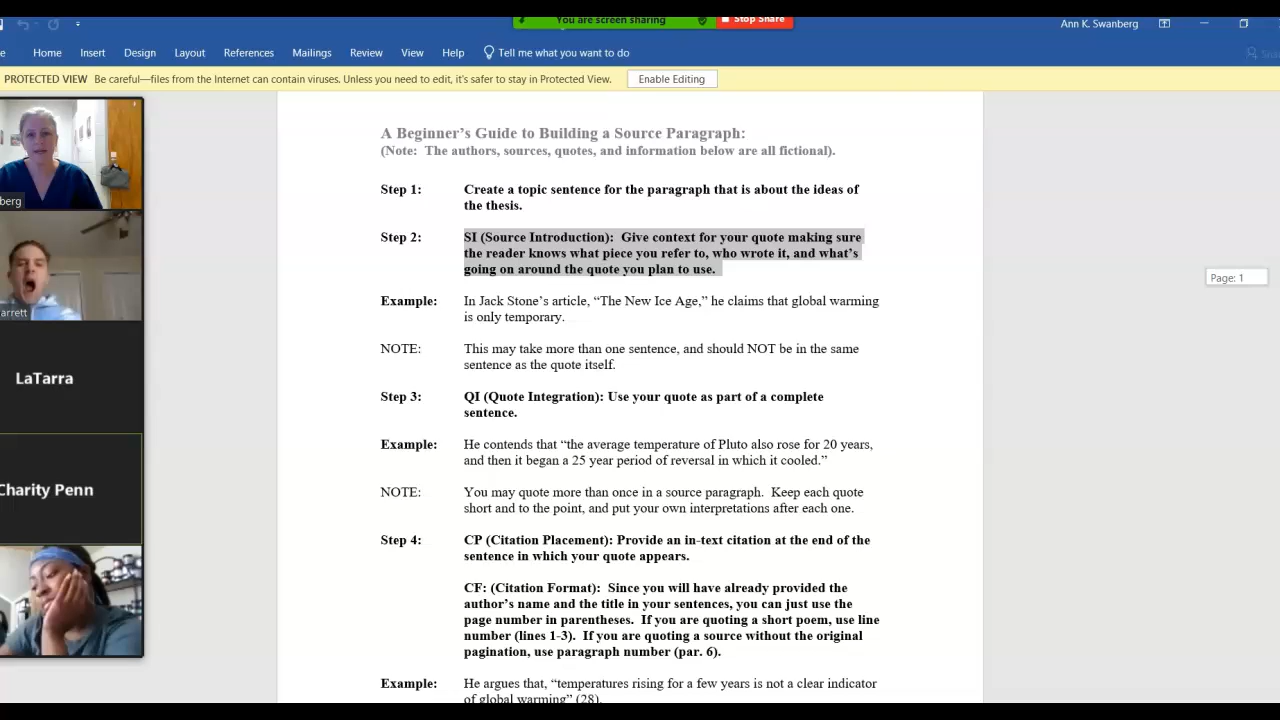 You are screen sharing
Stop Share
Ann K. Swanberg
Home Insert Design Layout References Mailings Review View Help Tell me what you want to do
PROTECTED VIEW Be careful—files from the Internet can contain viruses. Unless you need to edit, it's safer to stay in Protected View. Enable Editing
berg
arrett
LaTarra
Charity Penn
A Beginner's Guide to Building a Source Paragraph:
(Note: The authors, sources, quotes, and information below are all fictional).
Step 1: Create a topic sentence for the paragraph that is about the ideas of
the thesis.
Step 2: SI (Source Introduction): Give context for your quote making sure
the reader knows what piece you refer to, who wrote it, and what's
going on around the quote you plan to use.
Example: In Jack Stone's article, “The New Ice Age,” he claims that global warming
is only temporary.
NOTE: This may take more than one sentence, and should NOT be in the same
sentence as the quote itself.
Step 3: QI (Quote Integration): Use your quote as part of a complete
sentence.
Example: He contends that “the average temperature of Pluto also rose for 20 years,
and then it began a 25 year period of reversal in which it cooled.”
NOTE: You may quote more than once in a source paragraph. Keep each quote
short and to the point, and put your own interpretations after each one.
Step 4: CP (Citation Placement): Provide an in-text citation at the end of the
sentence in which your quote appears.
CF: (Citation Format): Since you will have already provided the
author's name and the title in your sentences, you can just use the
page number in parentheses. If you are quoting a short poem, use line
number (lines 1-3). If you are quoting a source without the original
pagination, use paragraph number (par. 6).
Example: He argues that, “temperatures rising for a few years is not a clear indicator
of global warming” (28).
Page: 1